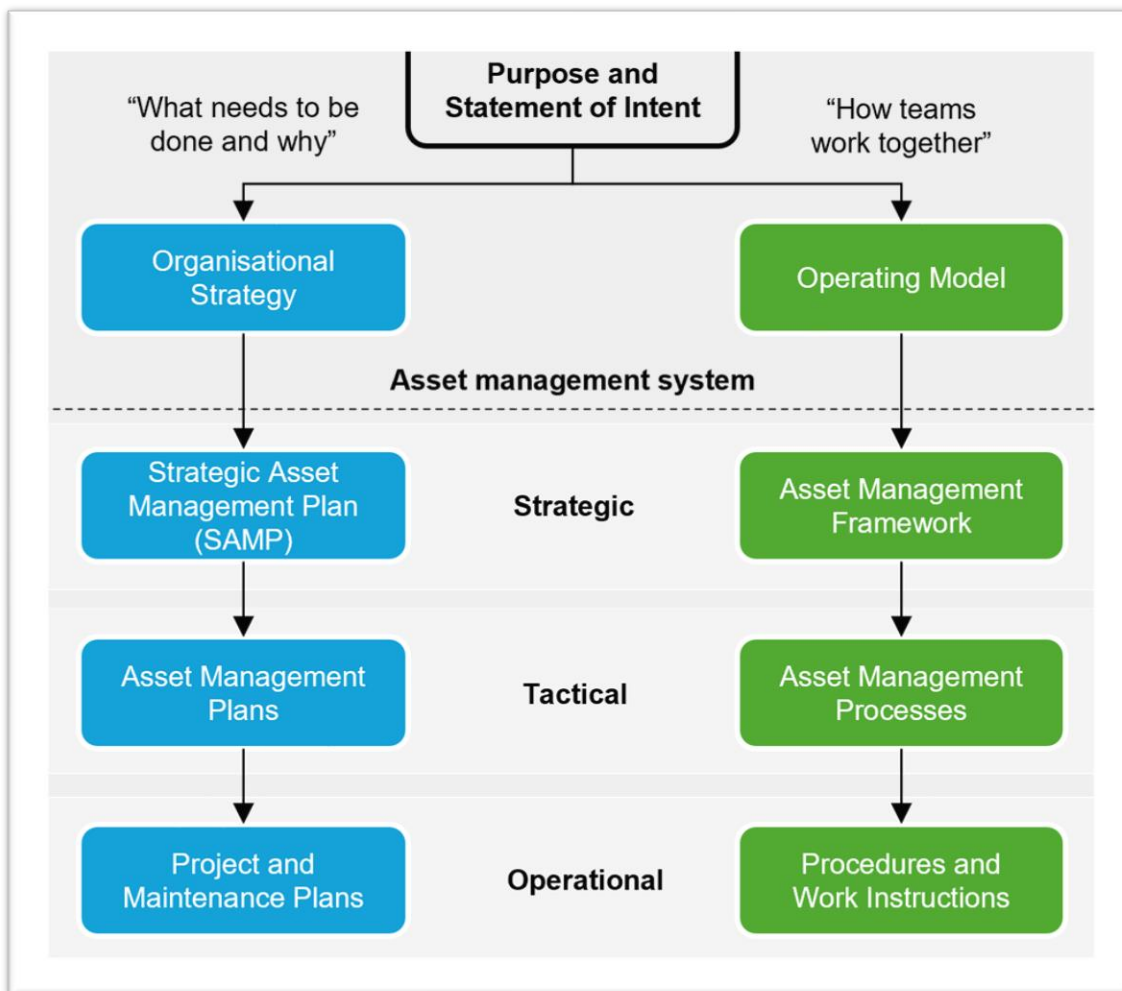 Purpose and
Statement of Intent
“What needs to be
done and why”
“How teams
work together”
Organisational
Strategy
Operating Model
Asset management system
Strategic Asset
Management Plan
(SAMP)
Strategic
Asset Management
Framework
Asset Management
Plans
Tactical
Asset Management
Processes
Project and
Maintenance Plans
Operational
Procedures and
Work Instructions